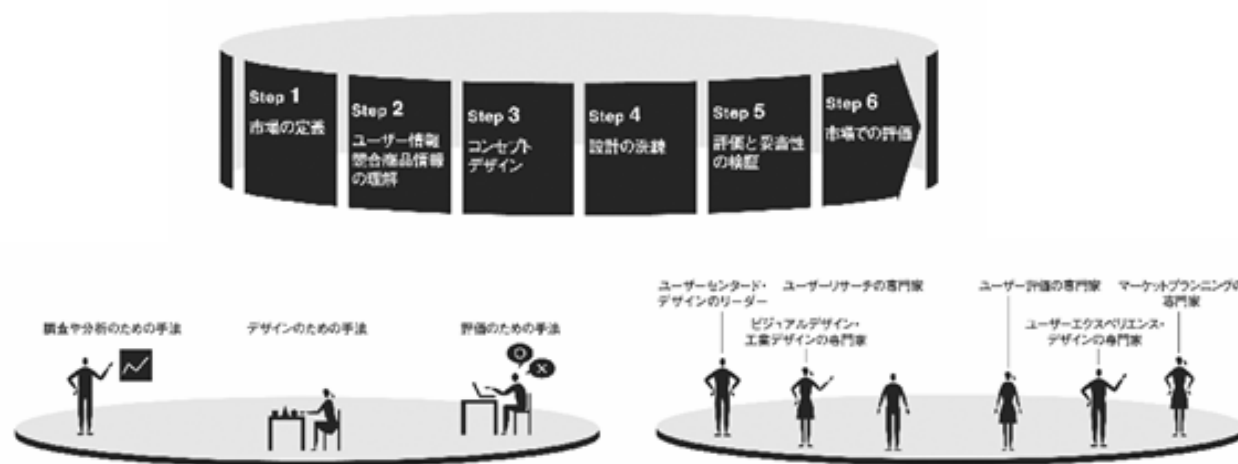 Step 1
市場の定義
Step 2
ユーザー情報
競合商品情報
の理解
Step 3
コンセプト
デザイン
Step 4
設計の洗練
Step 5
評価と妥当性
の検証
Step 6
市場での評価
調査や分析のための手法
デザインのための手法
評価のための手法
ユーザーセンタード・
デザインのリーダー
ビジュアルデザイン・
工業デザインの専門家
ユーザーリサーチの専門家
ユーザー評価の専門家
ユーザーエクスペリエンス・
デザインの専門家
マーケットプランニングの
専門家